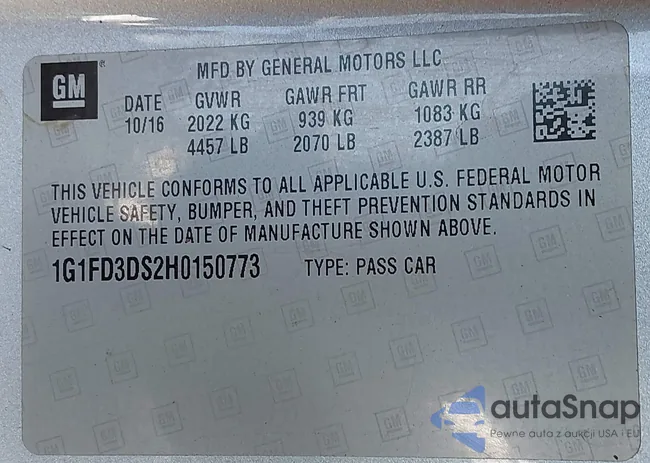 GM
MFD BY GENERAL MOTORS LLC
DATE GVWR GAWR FRT GAWR RR
10/16 2022 KG 939 KG 1083 KG
4457 LB 2070 LB 2387 LB
THIS VEHICLE CONFORMS TO ALL APPLICABLE U.S. FEDERAL MOTOR
VEHICLE SAFETY, BUMPER, AND THEFT PREVENTION STANDARDS IN
EFFECT ON THE DATE OF MANUFACTURE SHOWN ABOVE.
1G1FD3DS2H0150773 TYPE: PASS CAR
autaSnap
Pewne auta z aukcji USA i EU